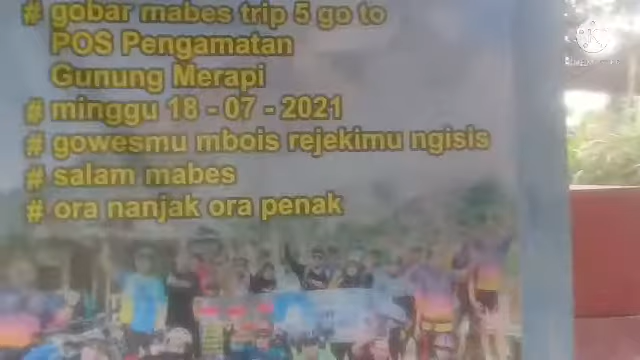 # gobar mabes trip 5 go to
POS Pengamatan
Gunung Merapi
# minggu 18 - 07 - 2021
# gowesmu mbois rejekimu ngisis
# salam mabes
# ora nanjak ora penak